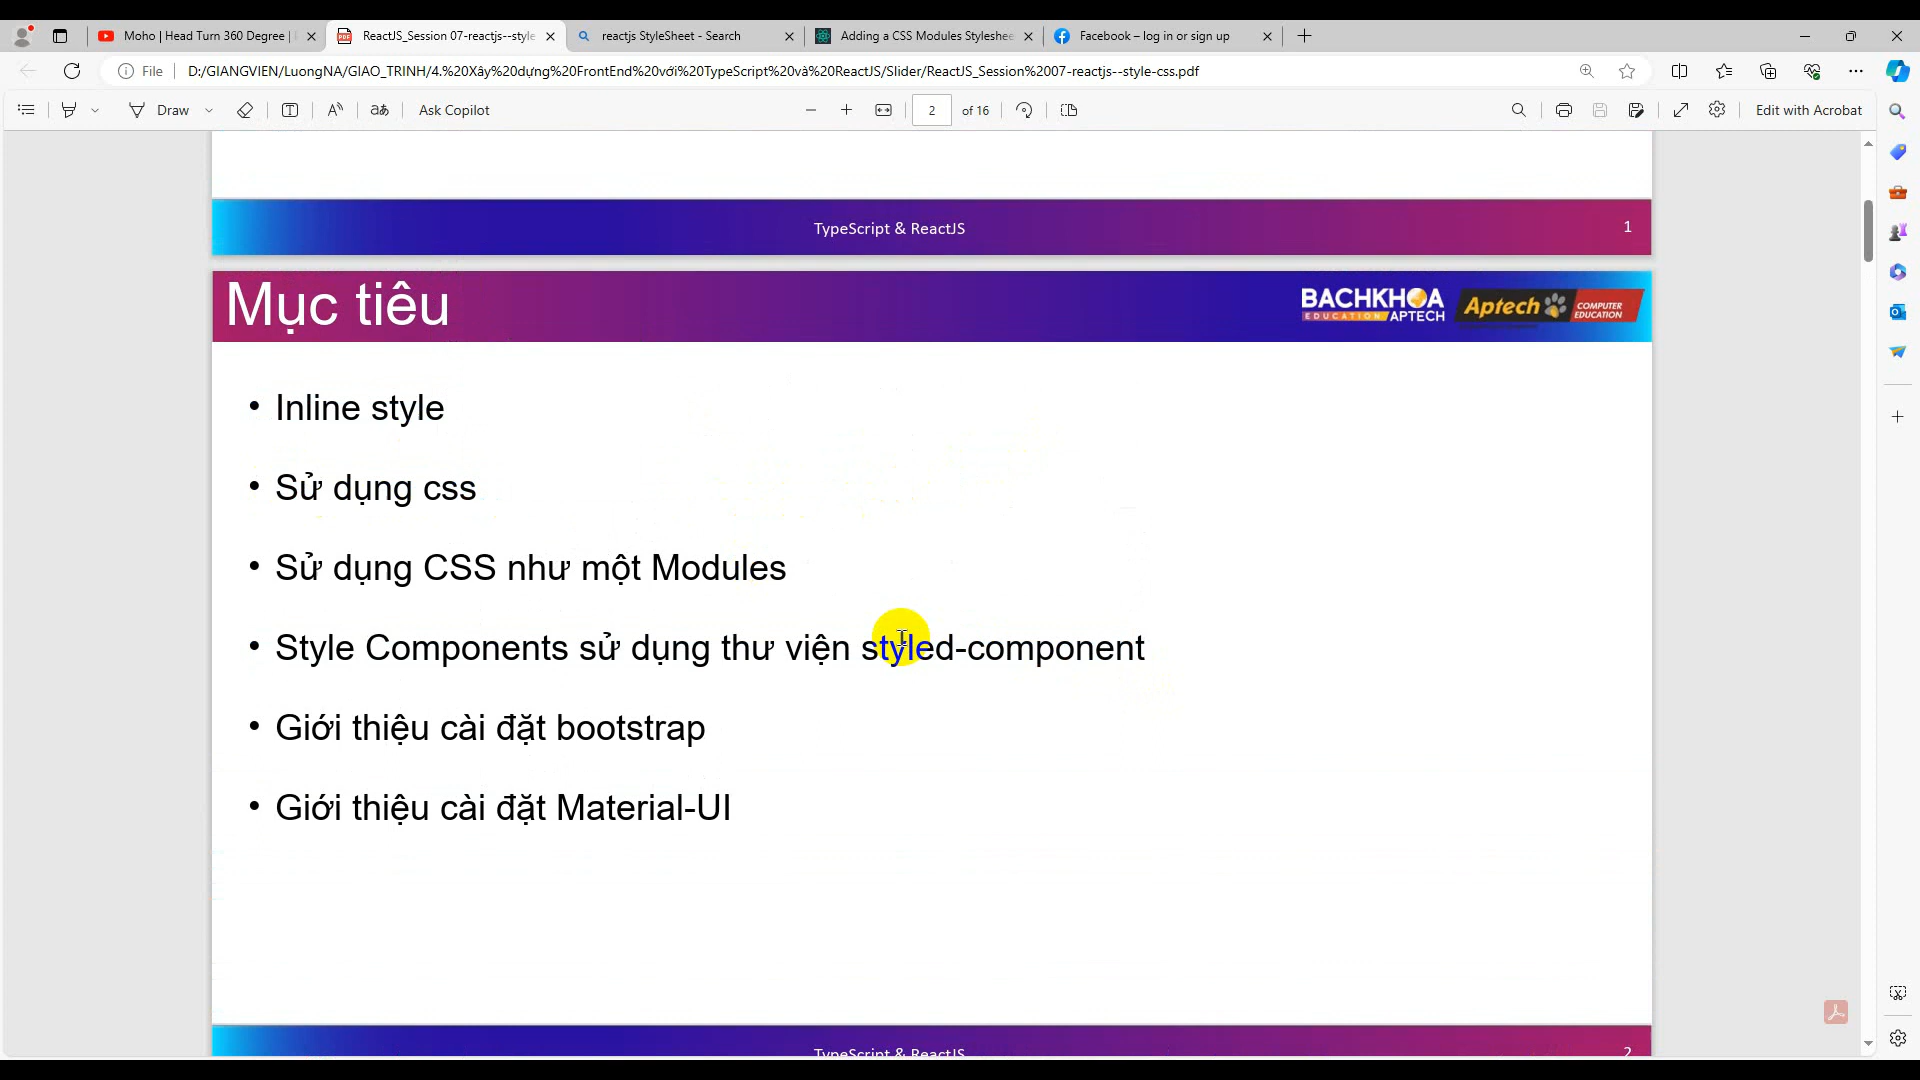 Moho | Head Turn 360 Degree |
ReactJS_Session 07-reactjs--style
reactjs StyleSheet - Search
Adding a CSS Modules Styleshee
Facebook – log in or sign up
File
D:/GIANGVIEN/LuongNA/GIAO_TRINH/4.%20Xây%20dựng%20FrontEnd%20với%20TypeScript%20và%20ReactJS/Slider/ReactJS_Session%2007-reactjs--style-css.pdf
Draw
Ask Copilot
2 of 16
Edit with Acrobat
TypeScript & ReactJS 1
Mục tiêu
BACHKHOA
EDUCATION APTECH
Aptech COMPUTER
EDUCATION
• Inline style
• Sử dụng css
• Sử dụng CSS như một Modules
• Style Components sử dụng thư viện styled-component
• Giới thiệu cài đặt bootstrap
• Giới thiệu cài đặt Material-UI
TypeScript & ReactJS 2